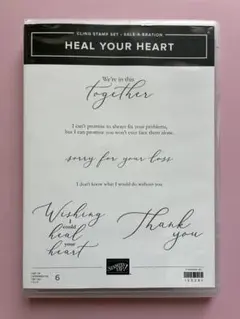 CLING STAMP SET • SALE-A-BRATION
HEAL YOUR HEART
We're in this
together
I can't promise to always fix your problems,
but I can promise you won't ever face them alone.
sorry for your loss
I don't know what I would do without you.
Wishing
I could
heal
your
heart
Thank
you
6
STAMPIN' UP!